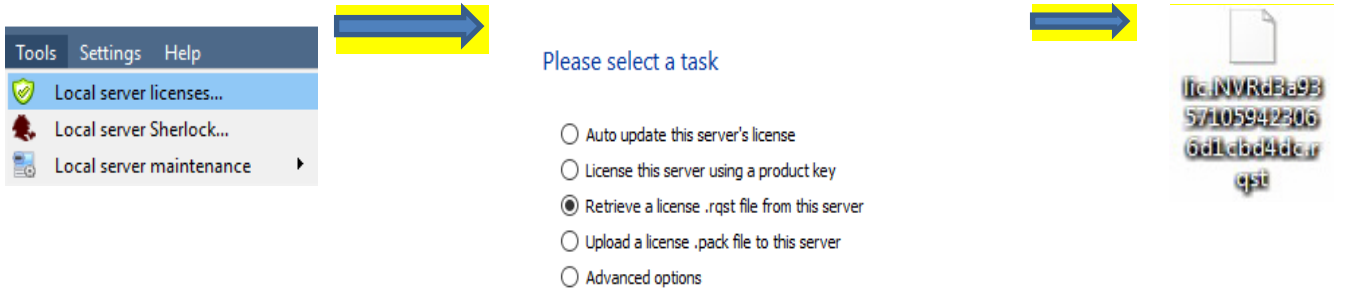 Tools Settings Help
Local server licenses...
Local server Sherlock...
Local server maintenance
Please select a task
Auto update this server's license
License this server using a product key
Retrieve a license .rqst file from this server
Upload a license .pack file to this server
Advanced options
lic.NVRd3a93
57105942306
6d1cbd4dc.r
qst